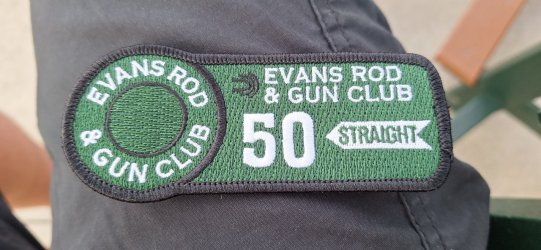 EVANS ROD
& GUN CLUB
EVANS ROD
& GUN CLUB
50 STRAIGHT